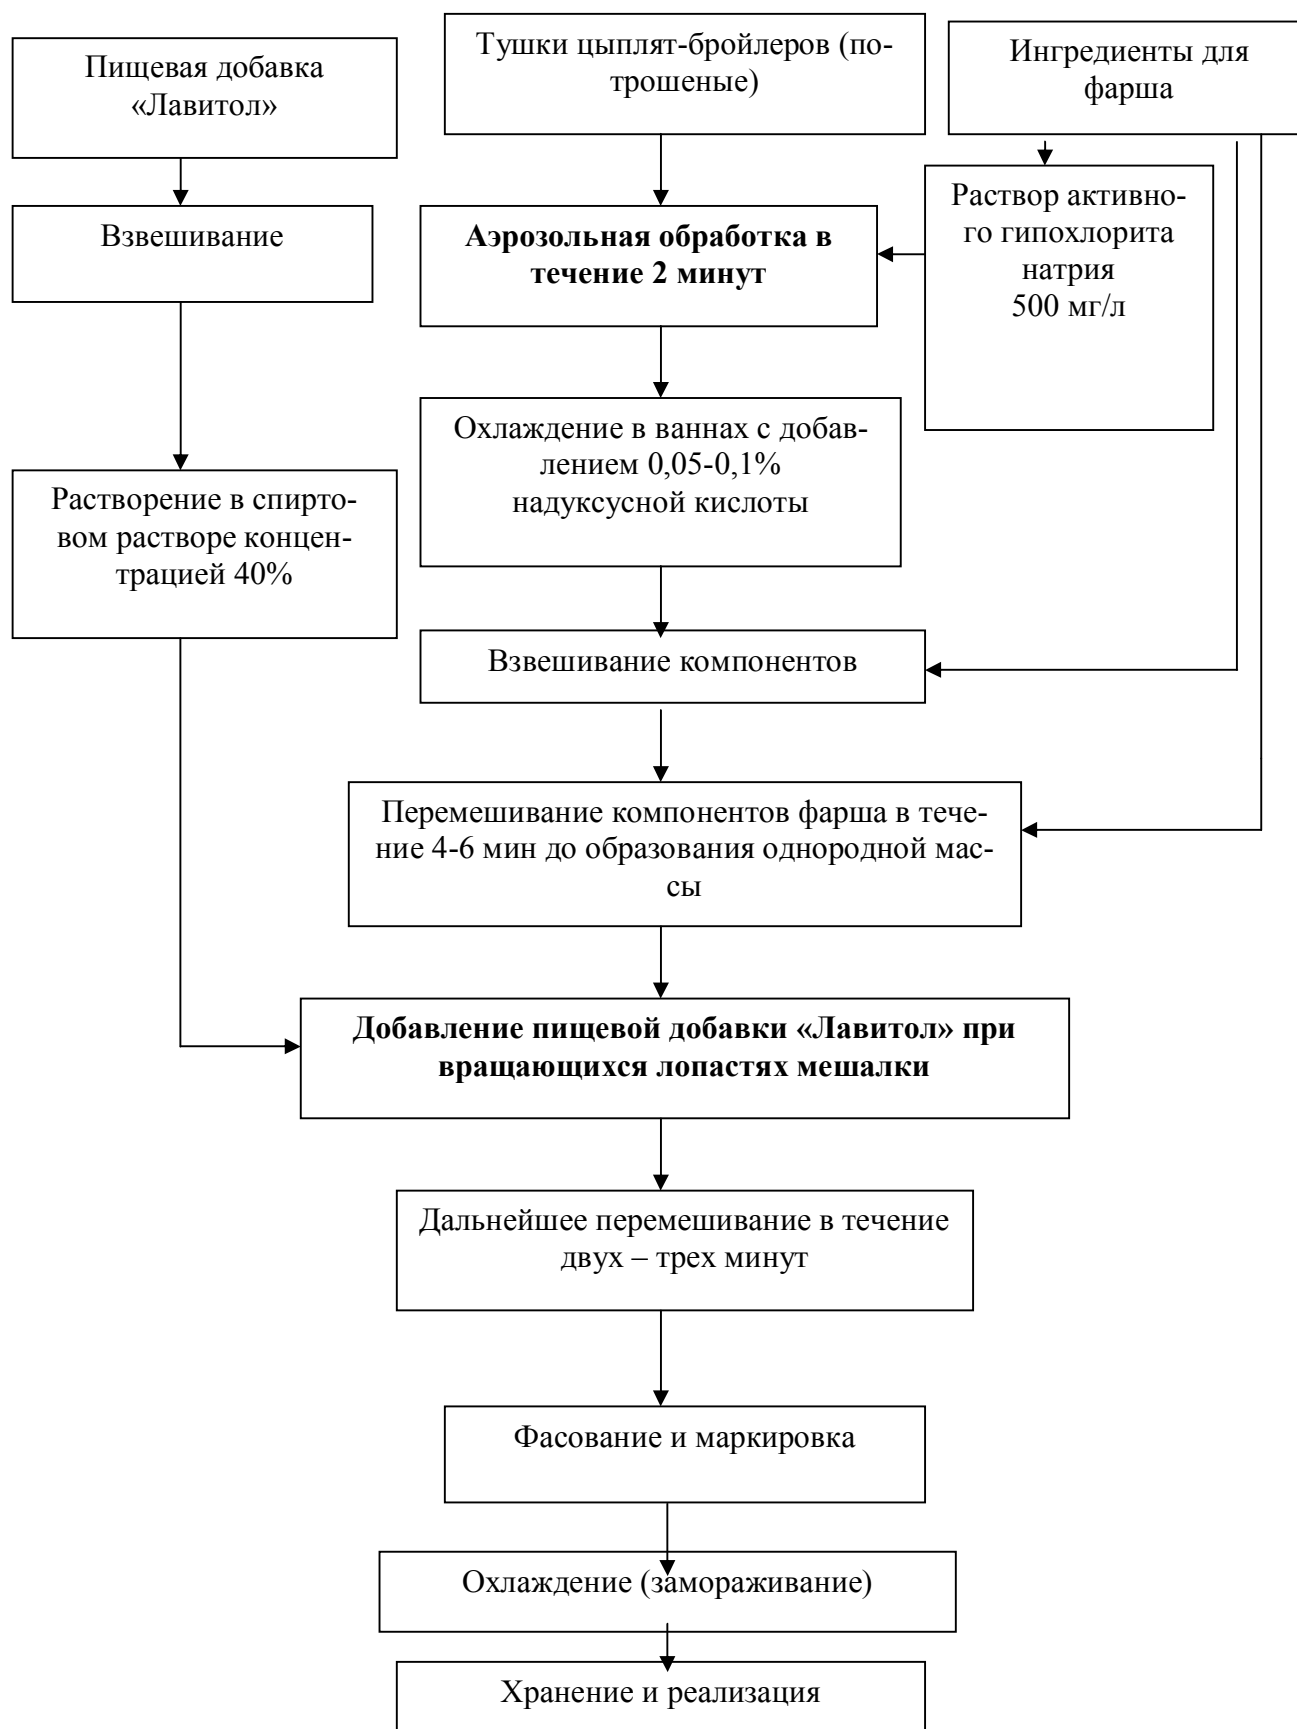 Пищевая добавка
«Лавитол»
Тушки цыплят-бройлеров (по-
трошеные)
Ингредиенты для
фарша
Взвешивание
Аэрозольная обработка в
течение 2 минут
Раствор активно-
го гипохлорита
натрия
500 мг/л
Растворение в спирто-
вом растворе концен-
трацией 40%
Охлаждение в ваннах с добав-
лением 0,05-0,1%
надуксусной кислоты
Взвешивание компонентов
Перемешивание компонентов фарша в тече-
ние 4-6 мин до образования однородной мас-
сы
Добавление пищевой добавки «Лавитол» при
вращающихся лопастях мешалки
Дальнейшее перемешивание в течение
двух – трех минут
Фасование и маркировка
Охлаждение (замораживание)
Хранение и реализация